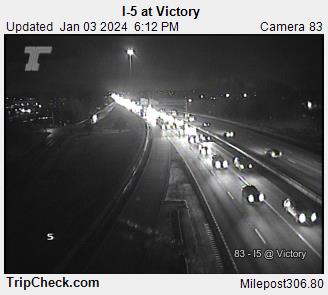 I-5 at Victory
Updated Jan 03 2024 6:12 PM Camera 83
T
S
83 - I5 @ Victory
TripCheck.com Milepost306.80